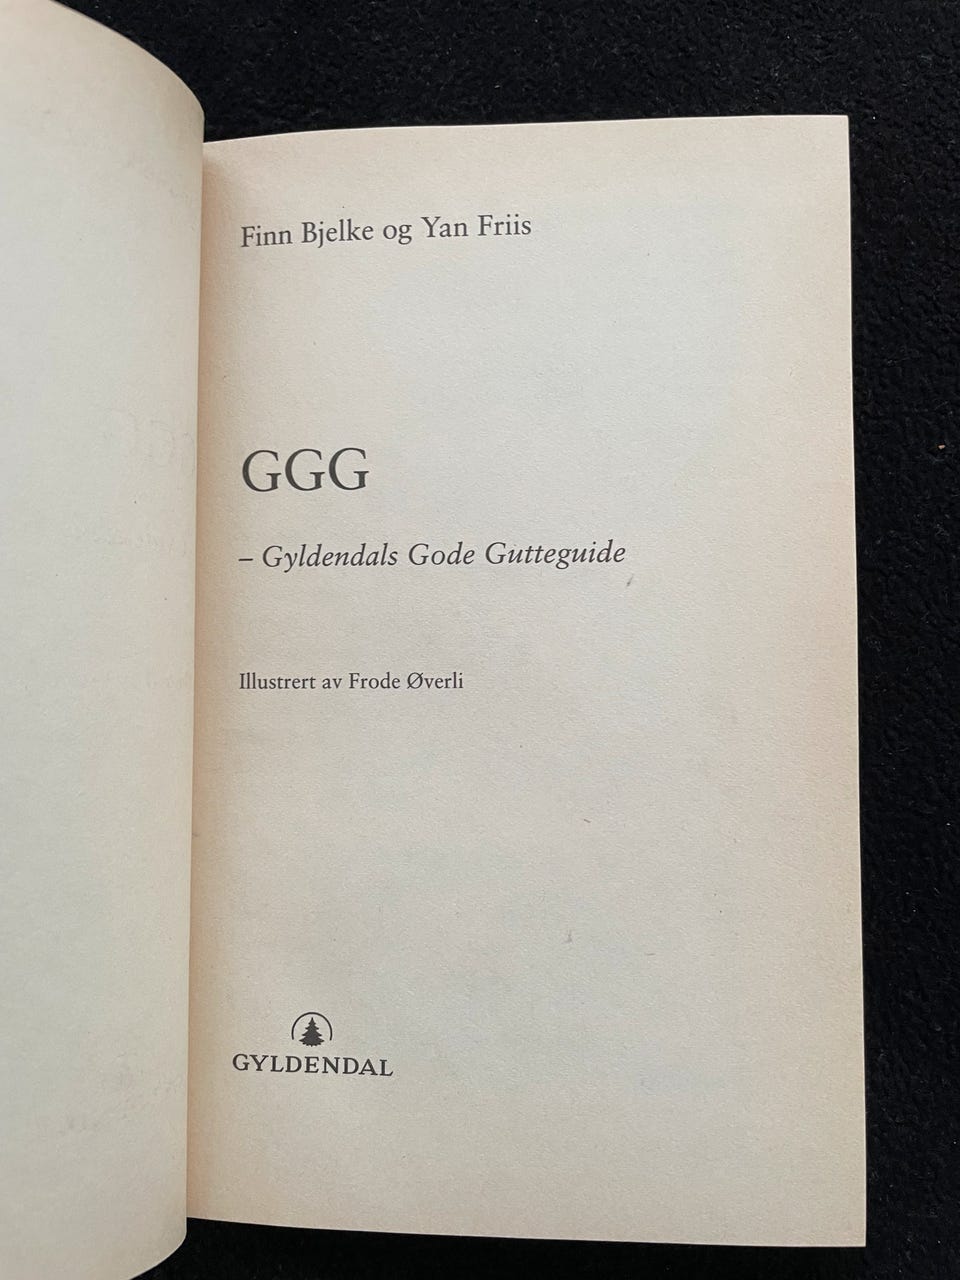 Finn Bjelke og Yan Friis
GGG
– Gyldendals Gode Gutteguide
Illustrert av Frode Øverli
GYLDENDAL